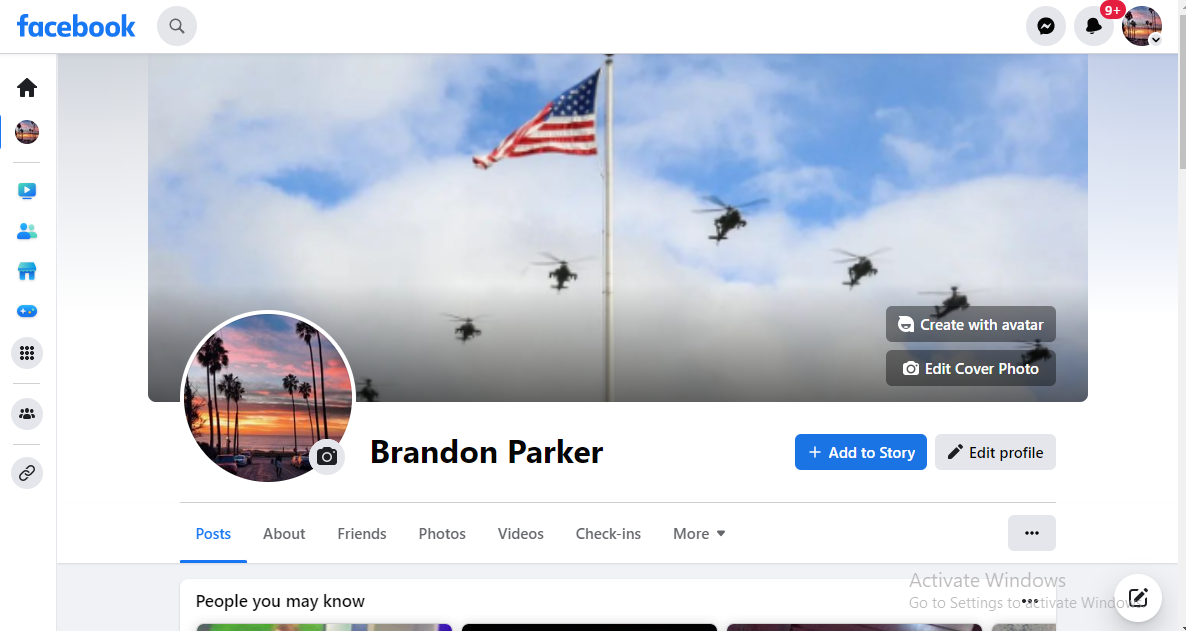 facebook
9+
Create with avatar
Edit Cover Photo
Brandon Parker
+ Add to Story
Edit profile
Posts
About
Friends
Photos
Videos
Check-ins
More
People you may know
Activate Windows
Go to Settings to activate Windows.